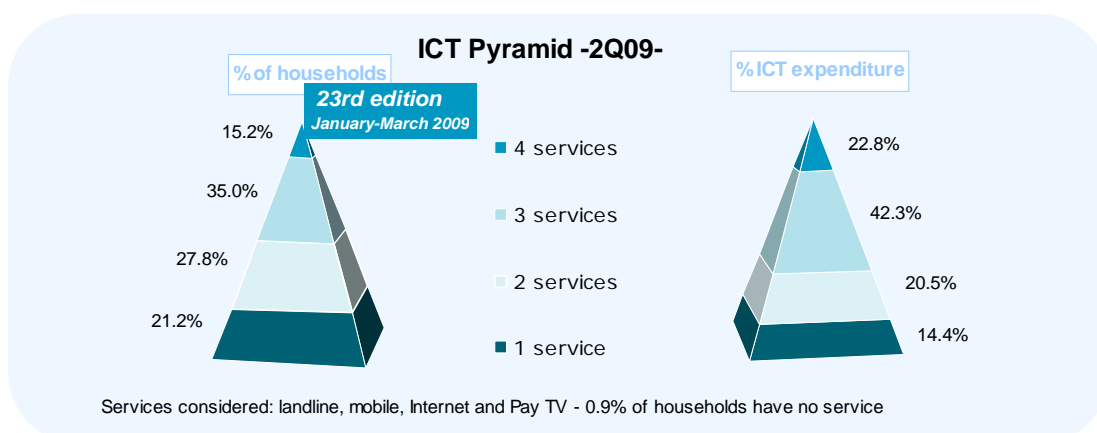 ICT Pyramid -2Q09-
% of households
% ICT expenditure
23rd edition
January-March 2009
15.2%
35.0%
27.8%
21.2%
4 services
3 services
2 services
1 service
22.8%
42.3%
20.5%
14.4%
Services considered: landline, mobile, Internet and Pay TV - 0.9% of households have no service